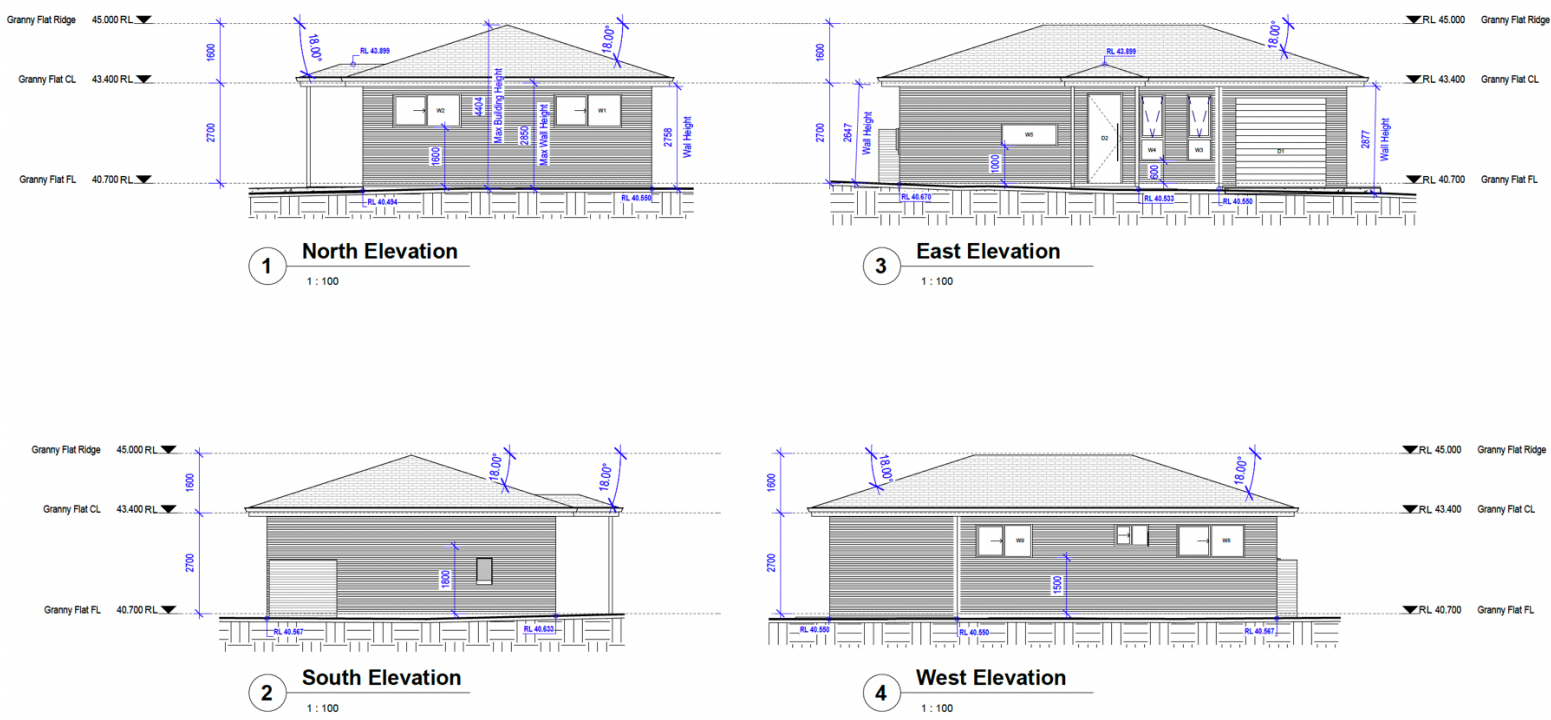 Granny Flat Ridge 45.000 RL
18.00°
18.00°
1600
RL 43.899
Granny Flat CL 43.400 RL
2700
W2
W1
4404
Max Building Height
2850
Max Wall Height
1600
2758
Wal Height
Granny Flat FL 40.700 RL
RL 40.494
RL 40.550
1 North Elevation
1 : 100
RL 45.000 Granny Flat Ridge
18.00°
1600
RL 43.899
RL 43.400 Granny Flat CL
2700
2647
Wall Height
W5
1000
D2
W4
W3
600
D1
2877
Wall Height
RL 40.700 Granny Flat FL
RL 40.670
RL 40.533
RL 40.550
3 East Elevation
1 : 100
Granny Flat Ridge 45.000 RL
18.00°
18.00°
1600
Granny Flat CL 43.400 RL
2700
1800
Granny Flat FL 40.700 RL
RL 40.567
RL 40.633
2 South Elevation
1 : 100
RL 45.000 Granny Flat Ridge
18.00°
18.00°
1600
RL 43.400 Granny Flat CL
2700
W9
W8
1500
RL 40.700 Granny Flat FL
RL 40.550
RL 40.550
RL 40.567
4 West Elevation
1 : 100